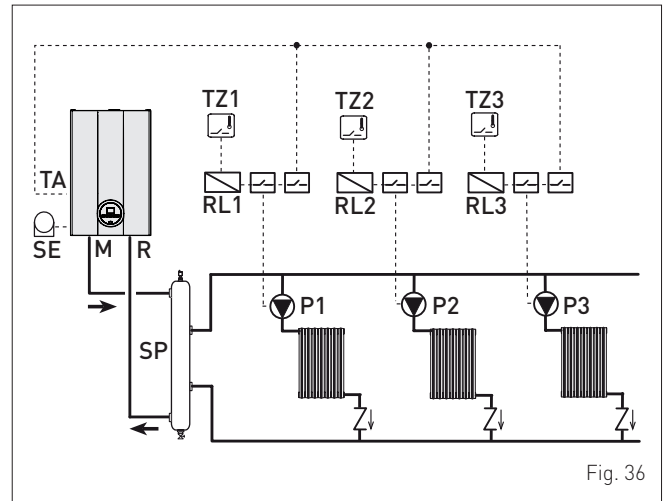 TZ1 TZ2 TZ3
TA
RL1 RL2 RL3
SE M R
P1 P2 P3
SP
Fig. 36